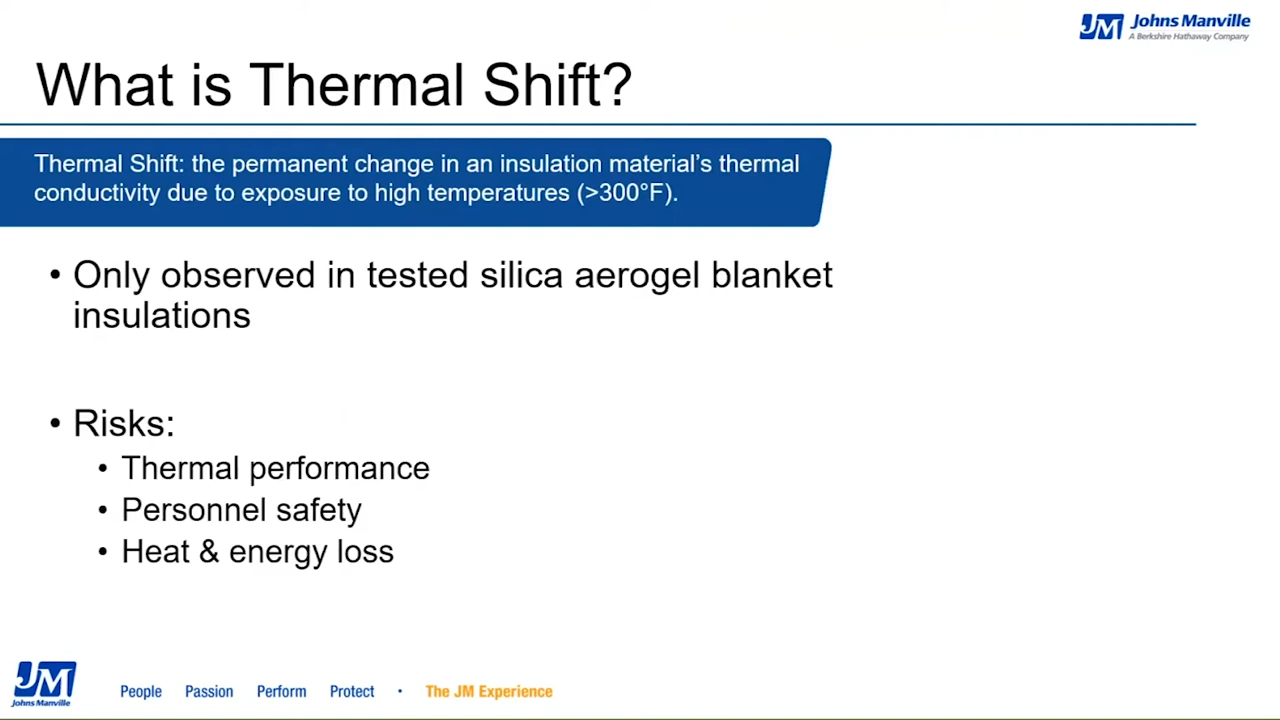 JM Johns Manville
A Berkshire Hathaway Company
What is Thermal Shift?
Thermal Shift: the permanent change in an insulation material’s thermal
conductivity due to exposure to high temperatures (>300°F).
• Only observed in tested silica aerogel blanket
insulations
• Risks:
• Thermal performance
• Personnel safety
• Heat & energy loss
JM
Johns Manville
People Passion Perform Protect • The JM Experience